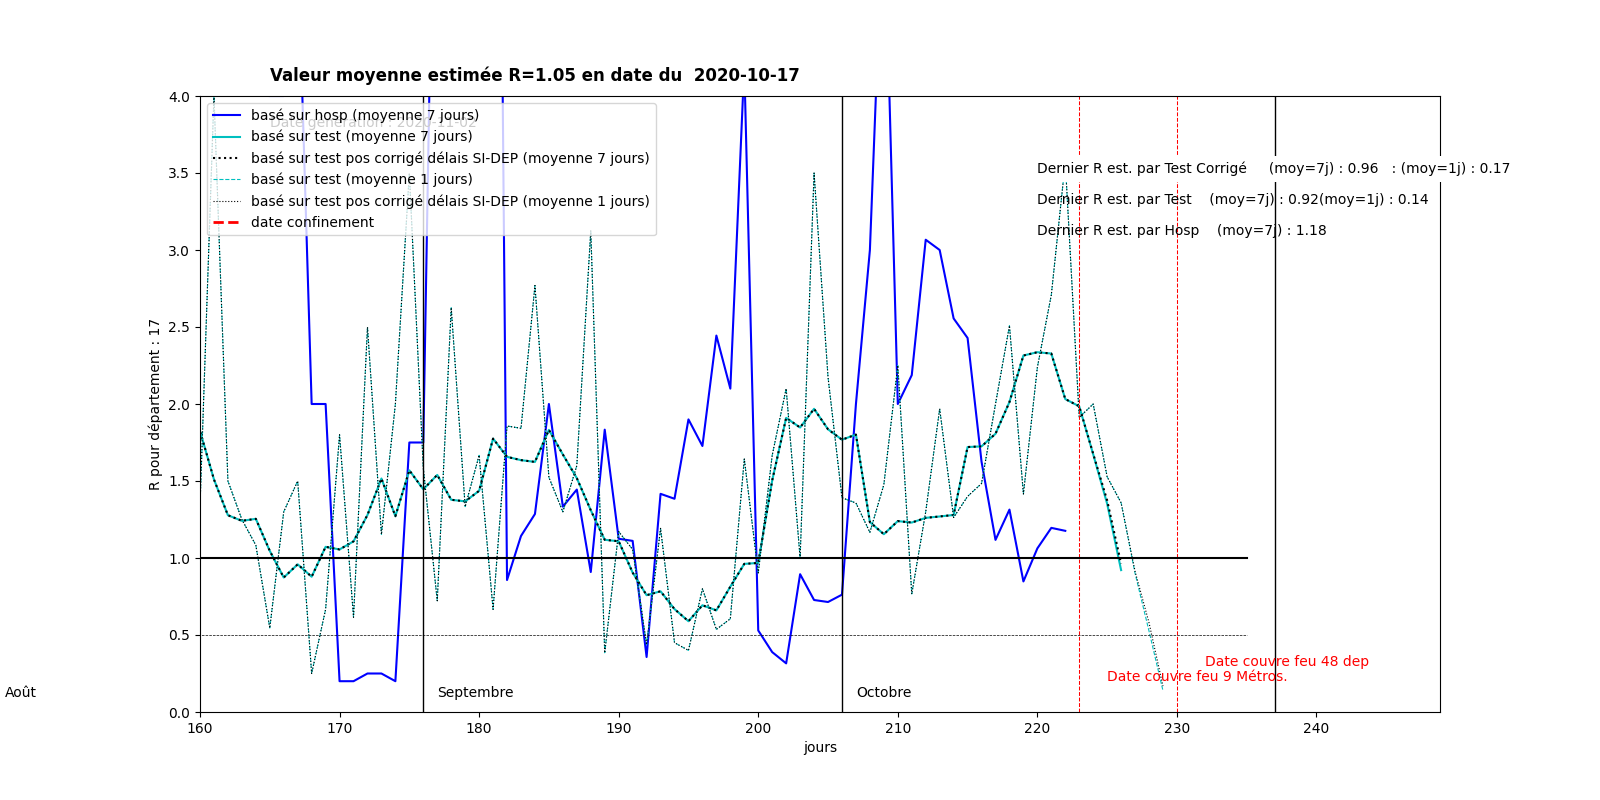 Valeur moyenne estimée R=1.05 en date du  2020-10-17
Date génération : 2020-11-02
basé sur hosp (moyenne 7 jours)
basé sur test (moyenne 7 jours)
basé sur test pos corrigé délais SI-DEP (moyenne 7 jours)
basé sur test (moyenne 1 jours)
basé sur test pos corrigé délais SI-DEP (moyenne 1 jours)
date confinement
Dernier R est. par Test Corrigé     (moy=7j) : 0.96   : (moy=1j) : 0.17
Dernier R est. par Test    (moy=7j) : 0.92(moy=1j) : 0.14
Dernier R est. par Hosp    (moy=7j) : 1.18
4.0
3.5
3.0
2.5
2.0
1.5
1.0
0.5
0.0
R pour département : 17
Date couvre feu 48 dep
Date couvre feu 9 Métros.
Août
Septembre
Octobre
160 170 180 190 200 210 220 230 240
jours